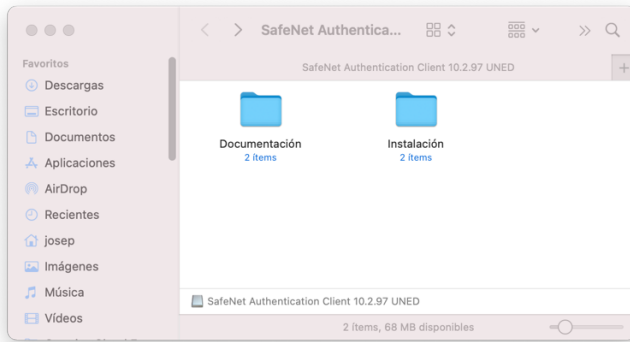 SafeNet Authentica...
Favoritos
SafeNet Authentication Client 10.2.97 UNED
Descargas
Escritorio
Documentos
Aplicaciones
AirDrop
Recientes
josep
Imágenes
Música
Vídeos
Documentación
2 ítems
Instalación
2 ítems
SafeNet Authentication Client 10.2.97 UNED
2 ítems, 68 MB disponibles